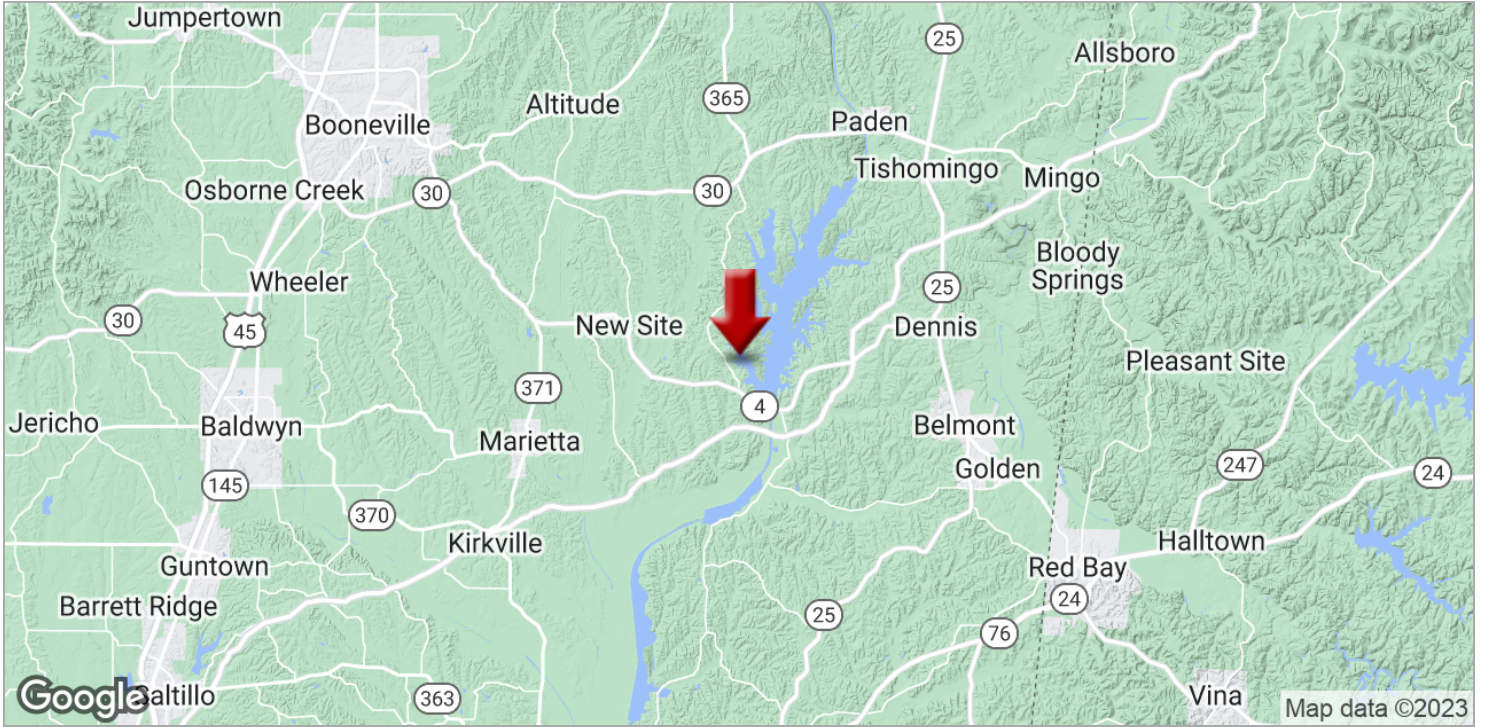 Jumpertown
25
Allsboro
365
Altitude
Paden
Booneville
Tishomingo
Mingo
Osborne Creek
30
30
Bloody
Springs
Wheeler
25
30
45
New Site
Dennis
Pleasant Site
371
4
Jericho
Baldwyn
Marietta
Belmont
Golden
247
24
145
370
Kirkville
Halltown
Guntown
Red Bay
Barrett Ridge
24
25
76
Google
Saltillo
363
Vina
Map data ©2023